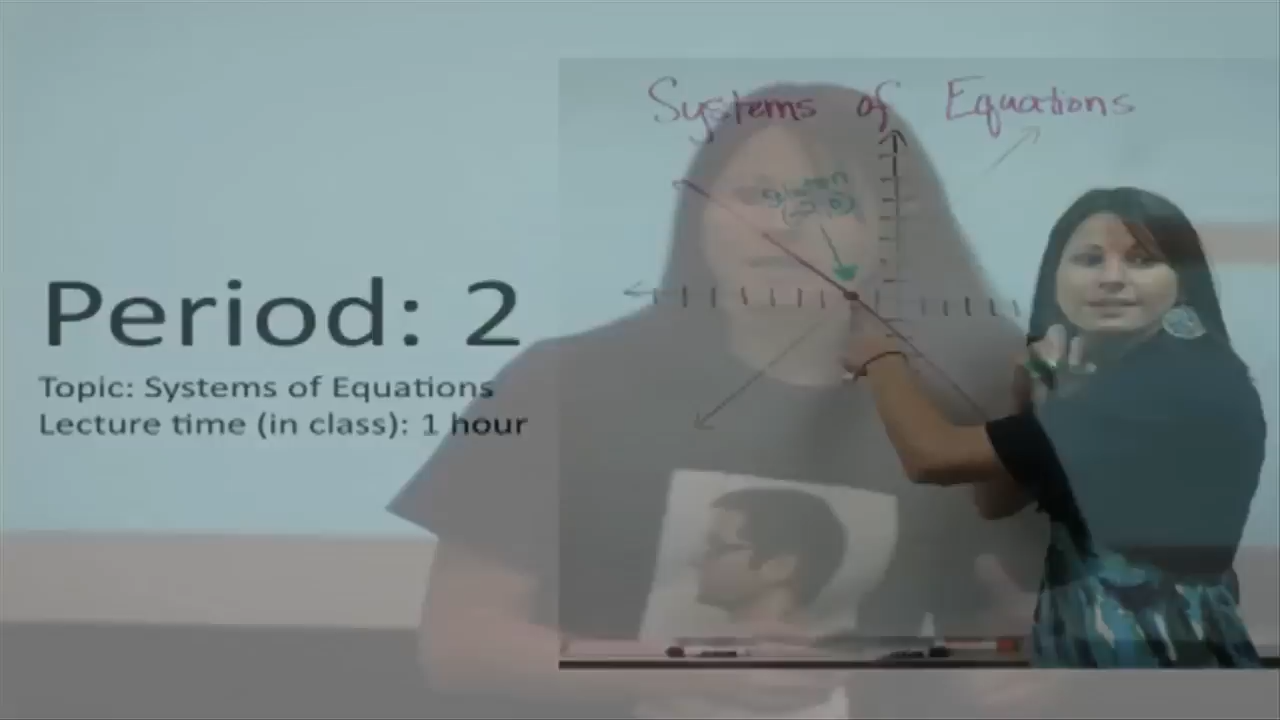 Period: 2
Topic: Systems of Equations
Lecture time (in class): 1 hour
Systems of Equations